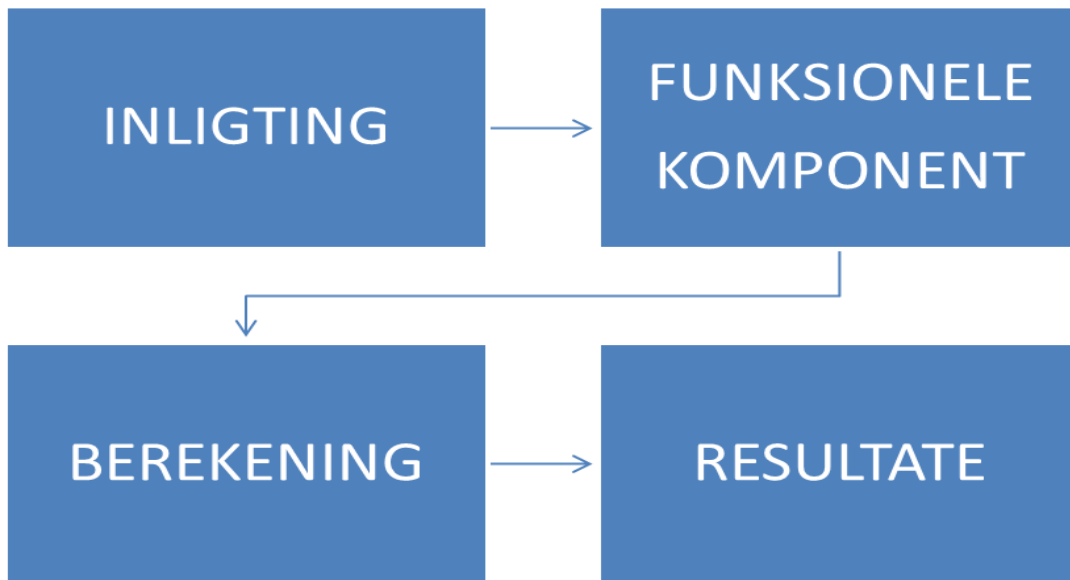 INLIGTING
FUNKSIONELE
KOMPONENT
BEREKENING
RESULTATE